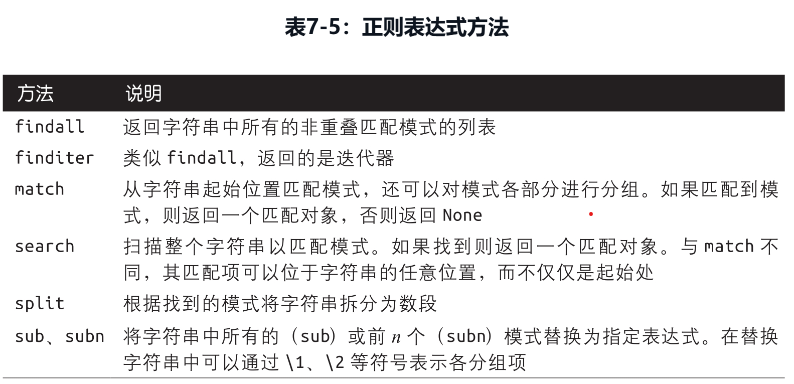 表7-5：正则表达式方法
方法 说明
findall 返回字符串中所有的非重叠匹配模式的列表
finditer 类似 findall，返回的是迭代器
match 从字符串起始位置匹配模式，还可以对模式各部分进行分组。如果匹配到模
式，则返回一个匹配对象，否则返回 None
search 扫描整个字符串以匹配模式。如果找到则返回一个匹配对象。与 match 不
同，其匹配项可以位于字符串的任意位置，而不仅仅是起始处
split 根据找到的模式将字符串拆分为数段
sub、subn 将字符串中所有的（sub）或前 n 个（subn）模式替换为指定表达式。在替换
字符串中可以通过 \1、\2 等符号表示各分组项